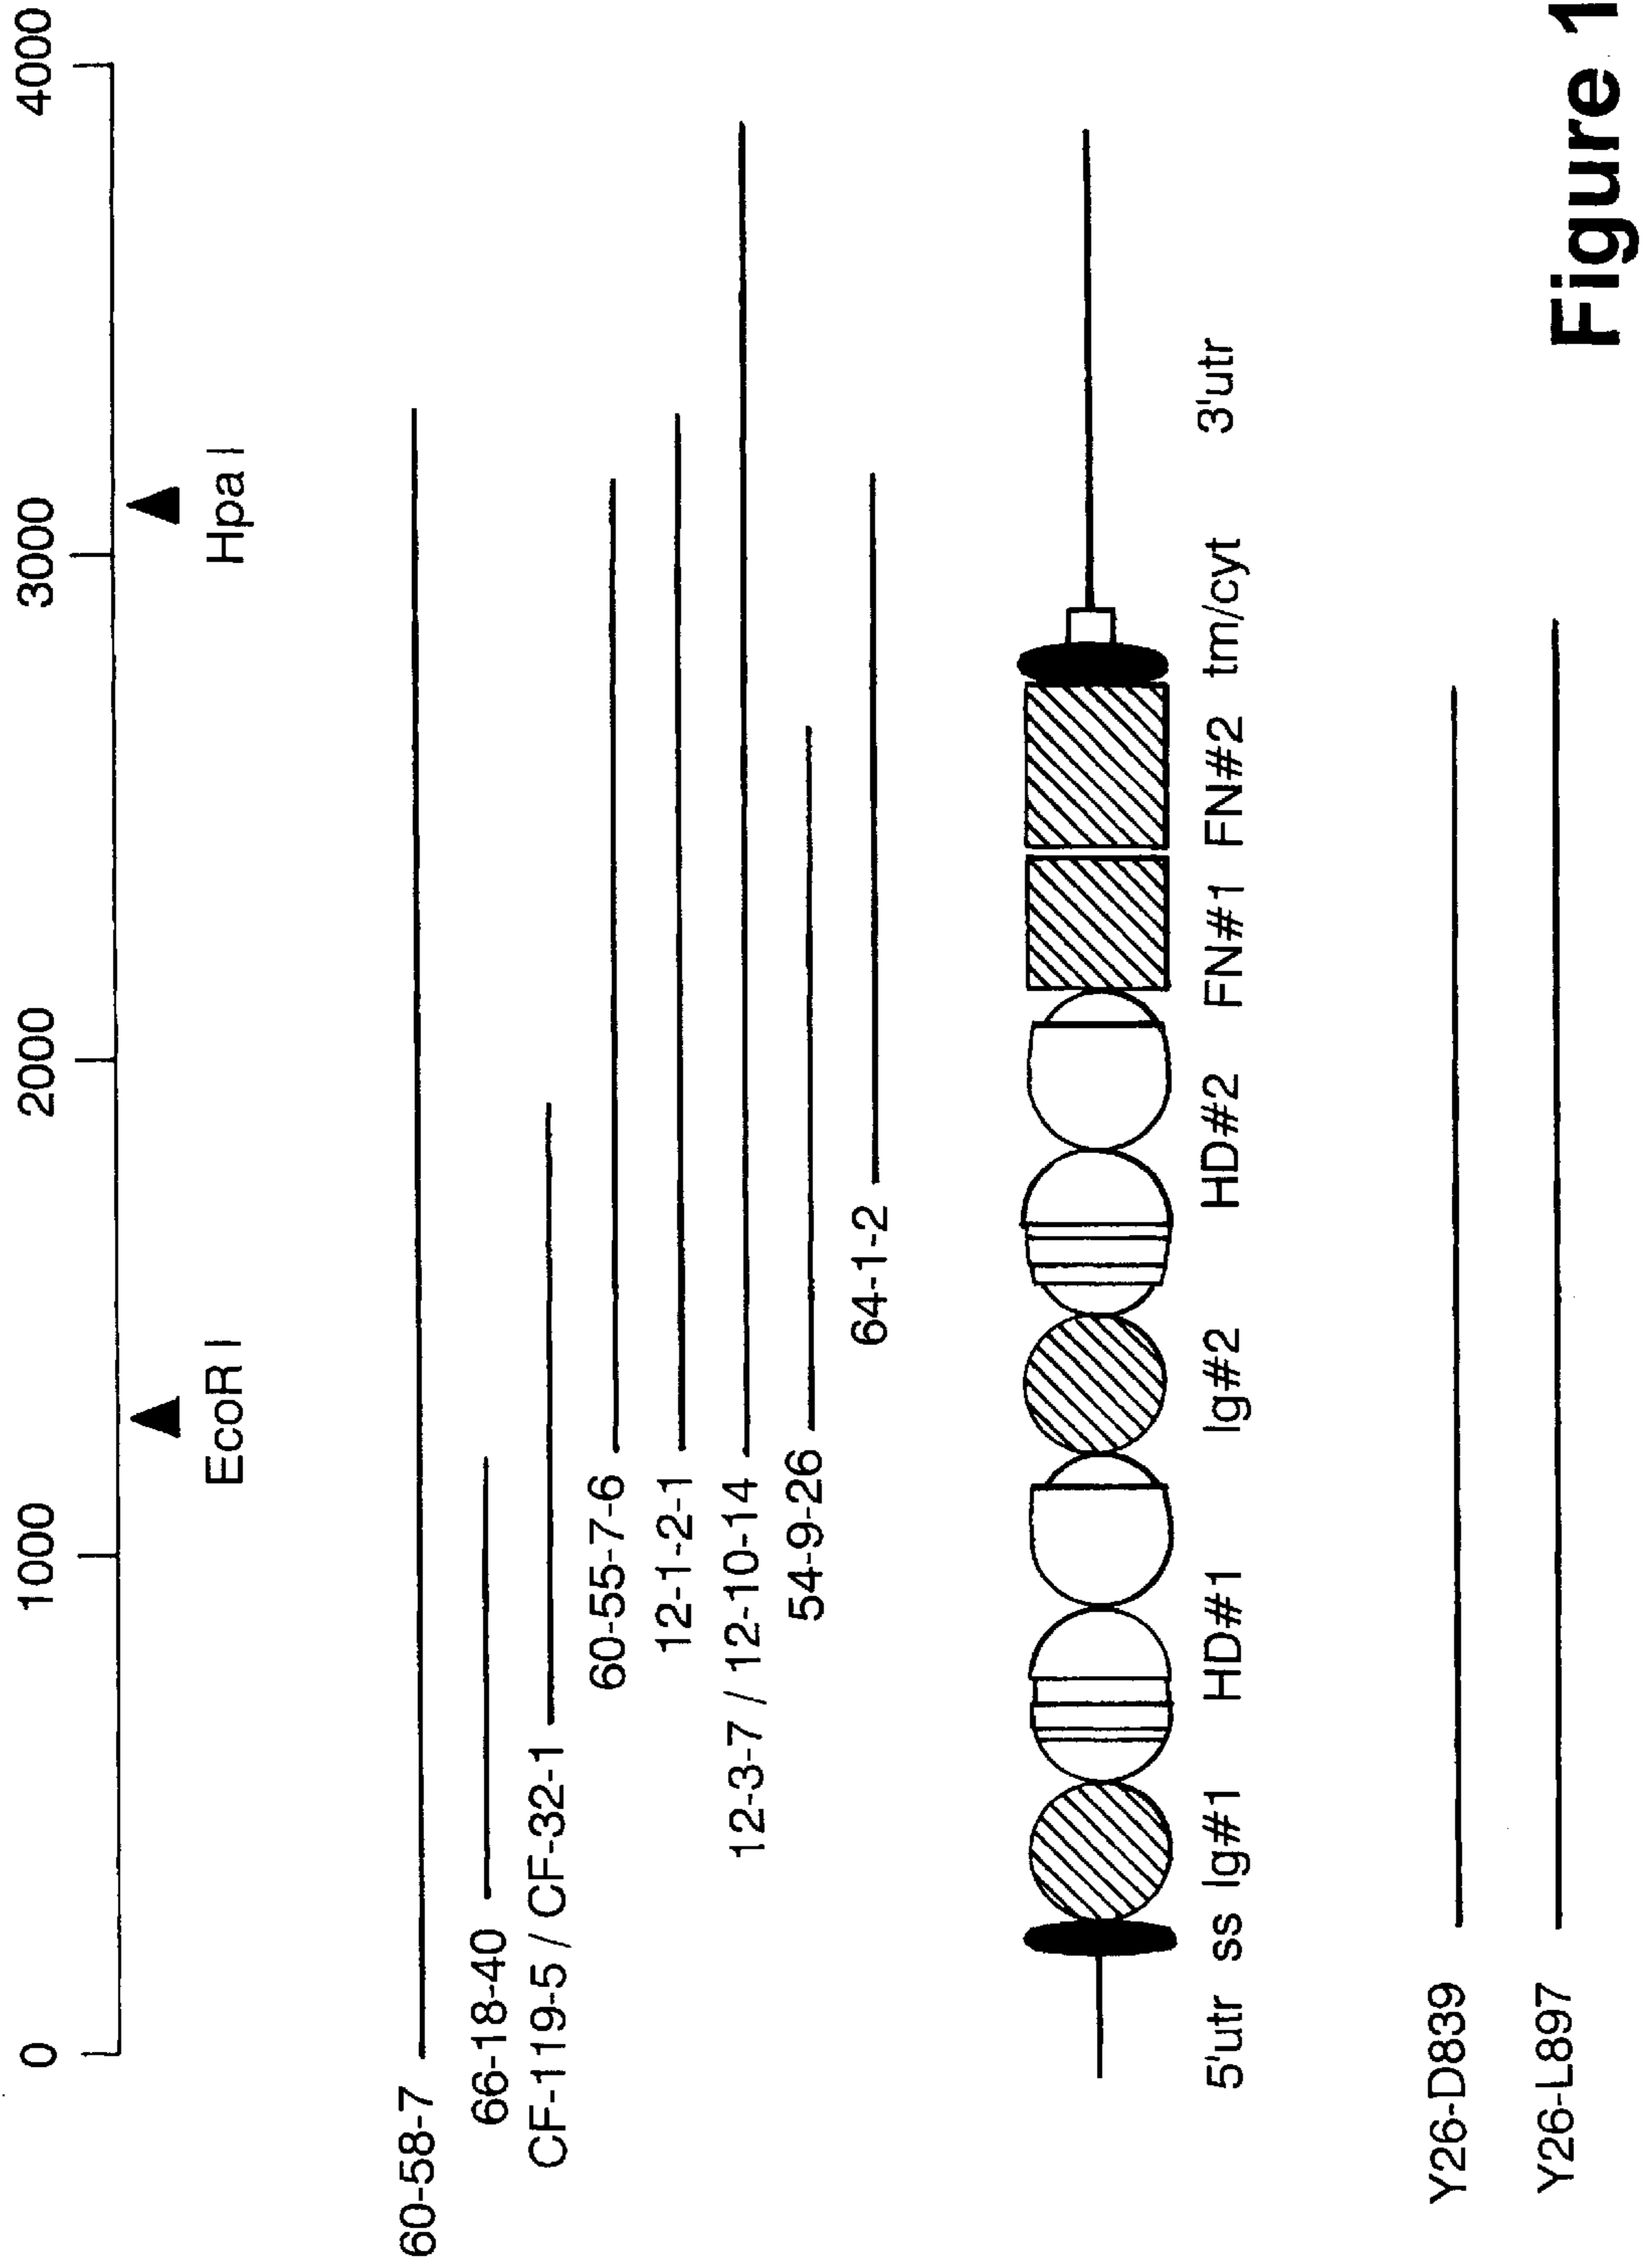 0 1000 2000 3000 4000
EcoR I Hpa I
60-58-7
66-18-40
CF-119-5 / CF-32-1
60-55-7-6
12-1-2-1
12-3-7 / 12-10-14
54-9-26
64-1-2
5'utr ss Ig#1 HD#1 Ig#2 HD#2 FN#1 FN#2 tm/cyt 3'utr
Y26-D839
Y26-L897
Figure 1